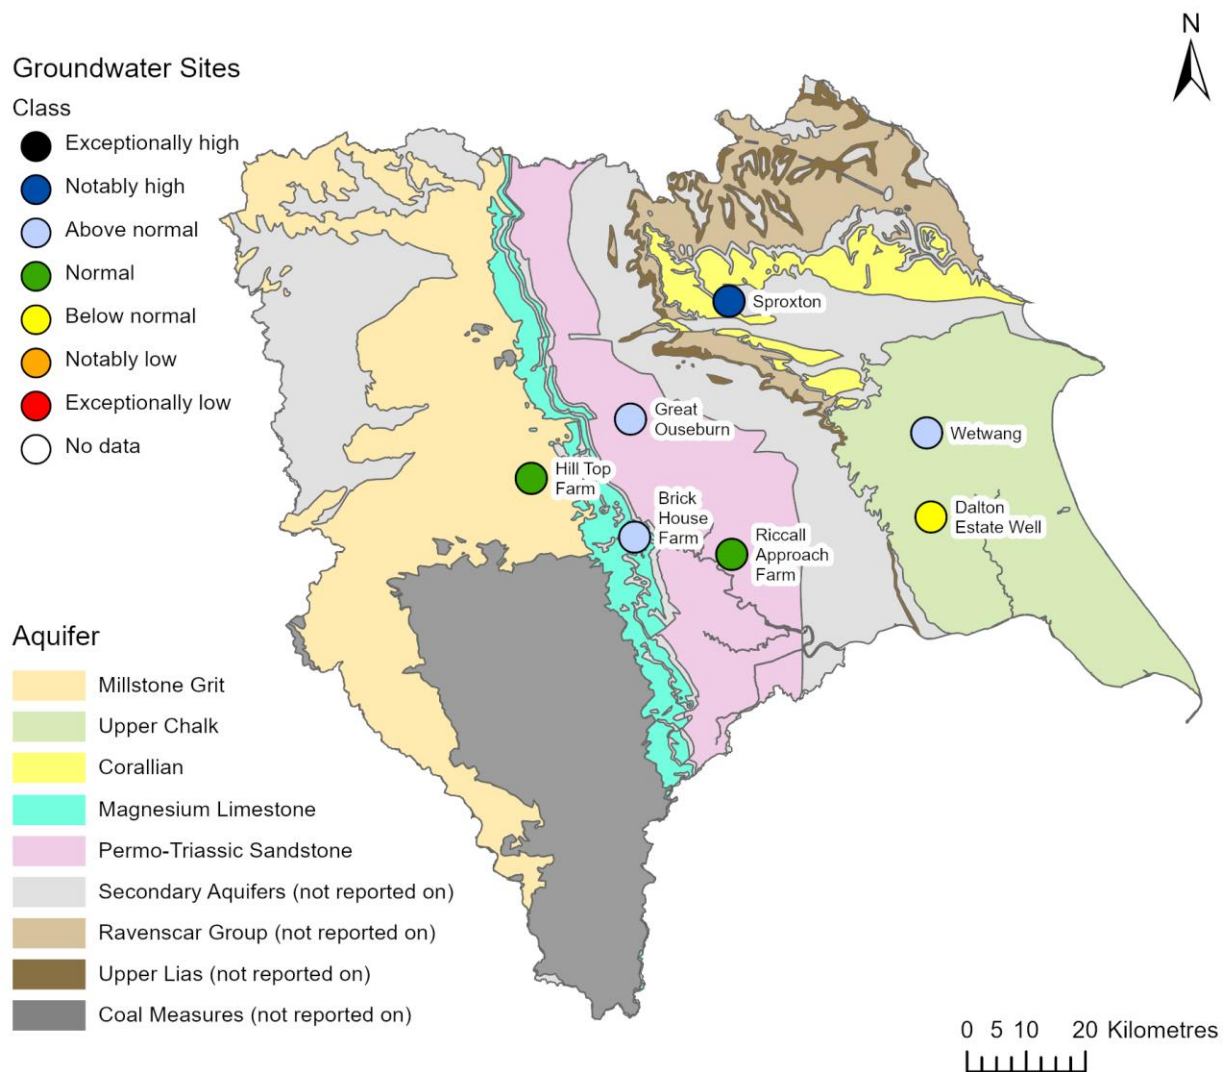 N
Groundwater Sites
Class
Exceptionally high
Notably high
Above normal
Normal
Below normal
Notably low
Exceptionally low
No data
Sproxton
Great
Ouseburn
Wetwang
Hill Top
Farm
Brick
House
Farm
Dalton
Estate Well
Riccall
Approach
Farm
Aquifer
Millstone Grit
Upper Chalk
Corallian
Magnesium Limestone
Permo-Triassic Sandstone
Secondary Aquifers (not reported on)
Ravenscar Group (not reported on)
Upper Lias (not reported on)
Coal Measures (not reported on)
0 5 10 20 Kilometres